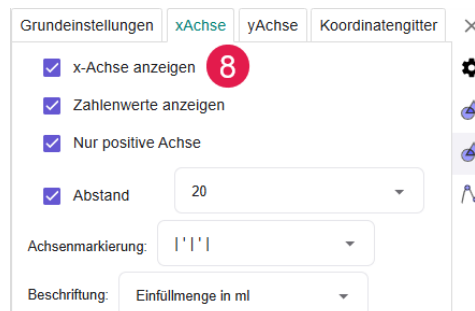 Grundeinstellungen xAchse yAchse Koordinatengitter
x-Achse anzeigen 8
Zahlenwerte anzeigen
Nur positive Achse
Abstand 20
Achsenmarkierung: |'|'|
Beschriftung: Einfüllmenge in ml